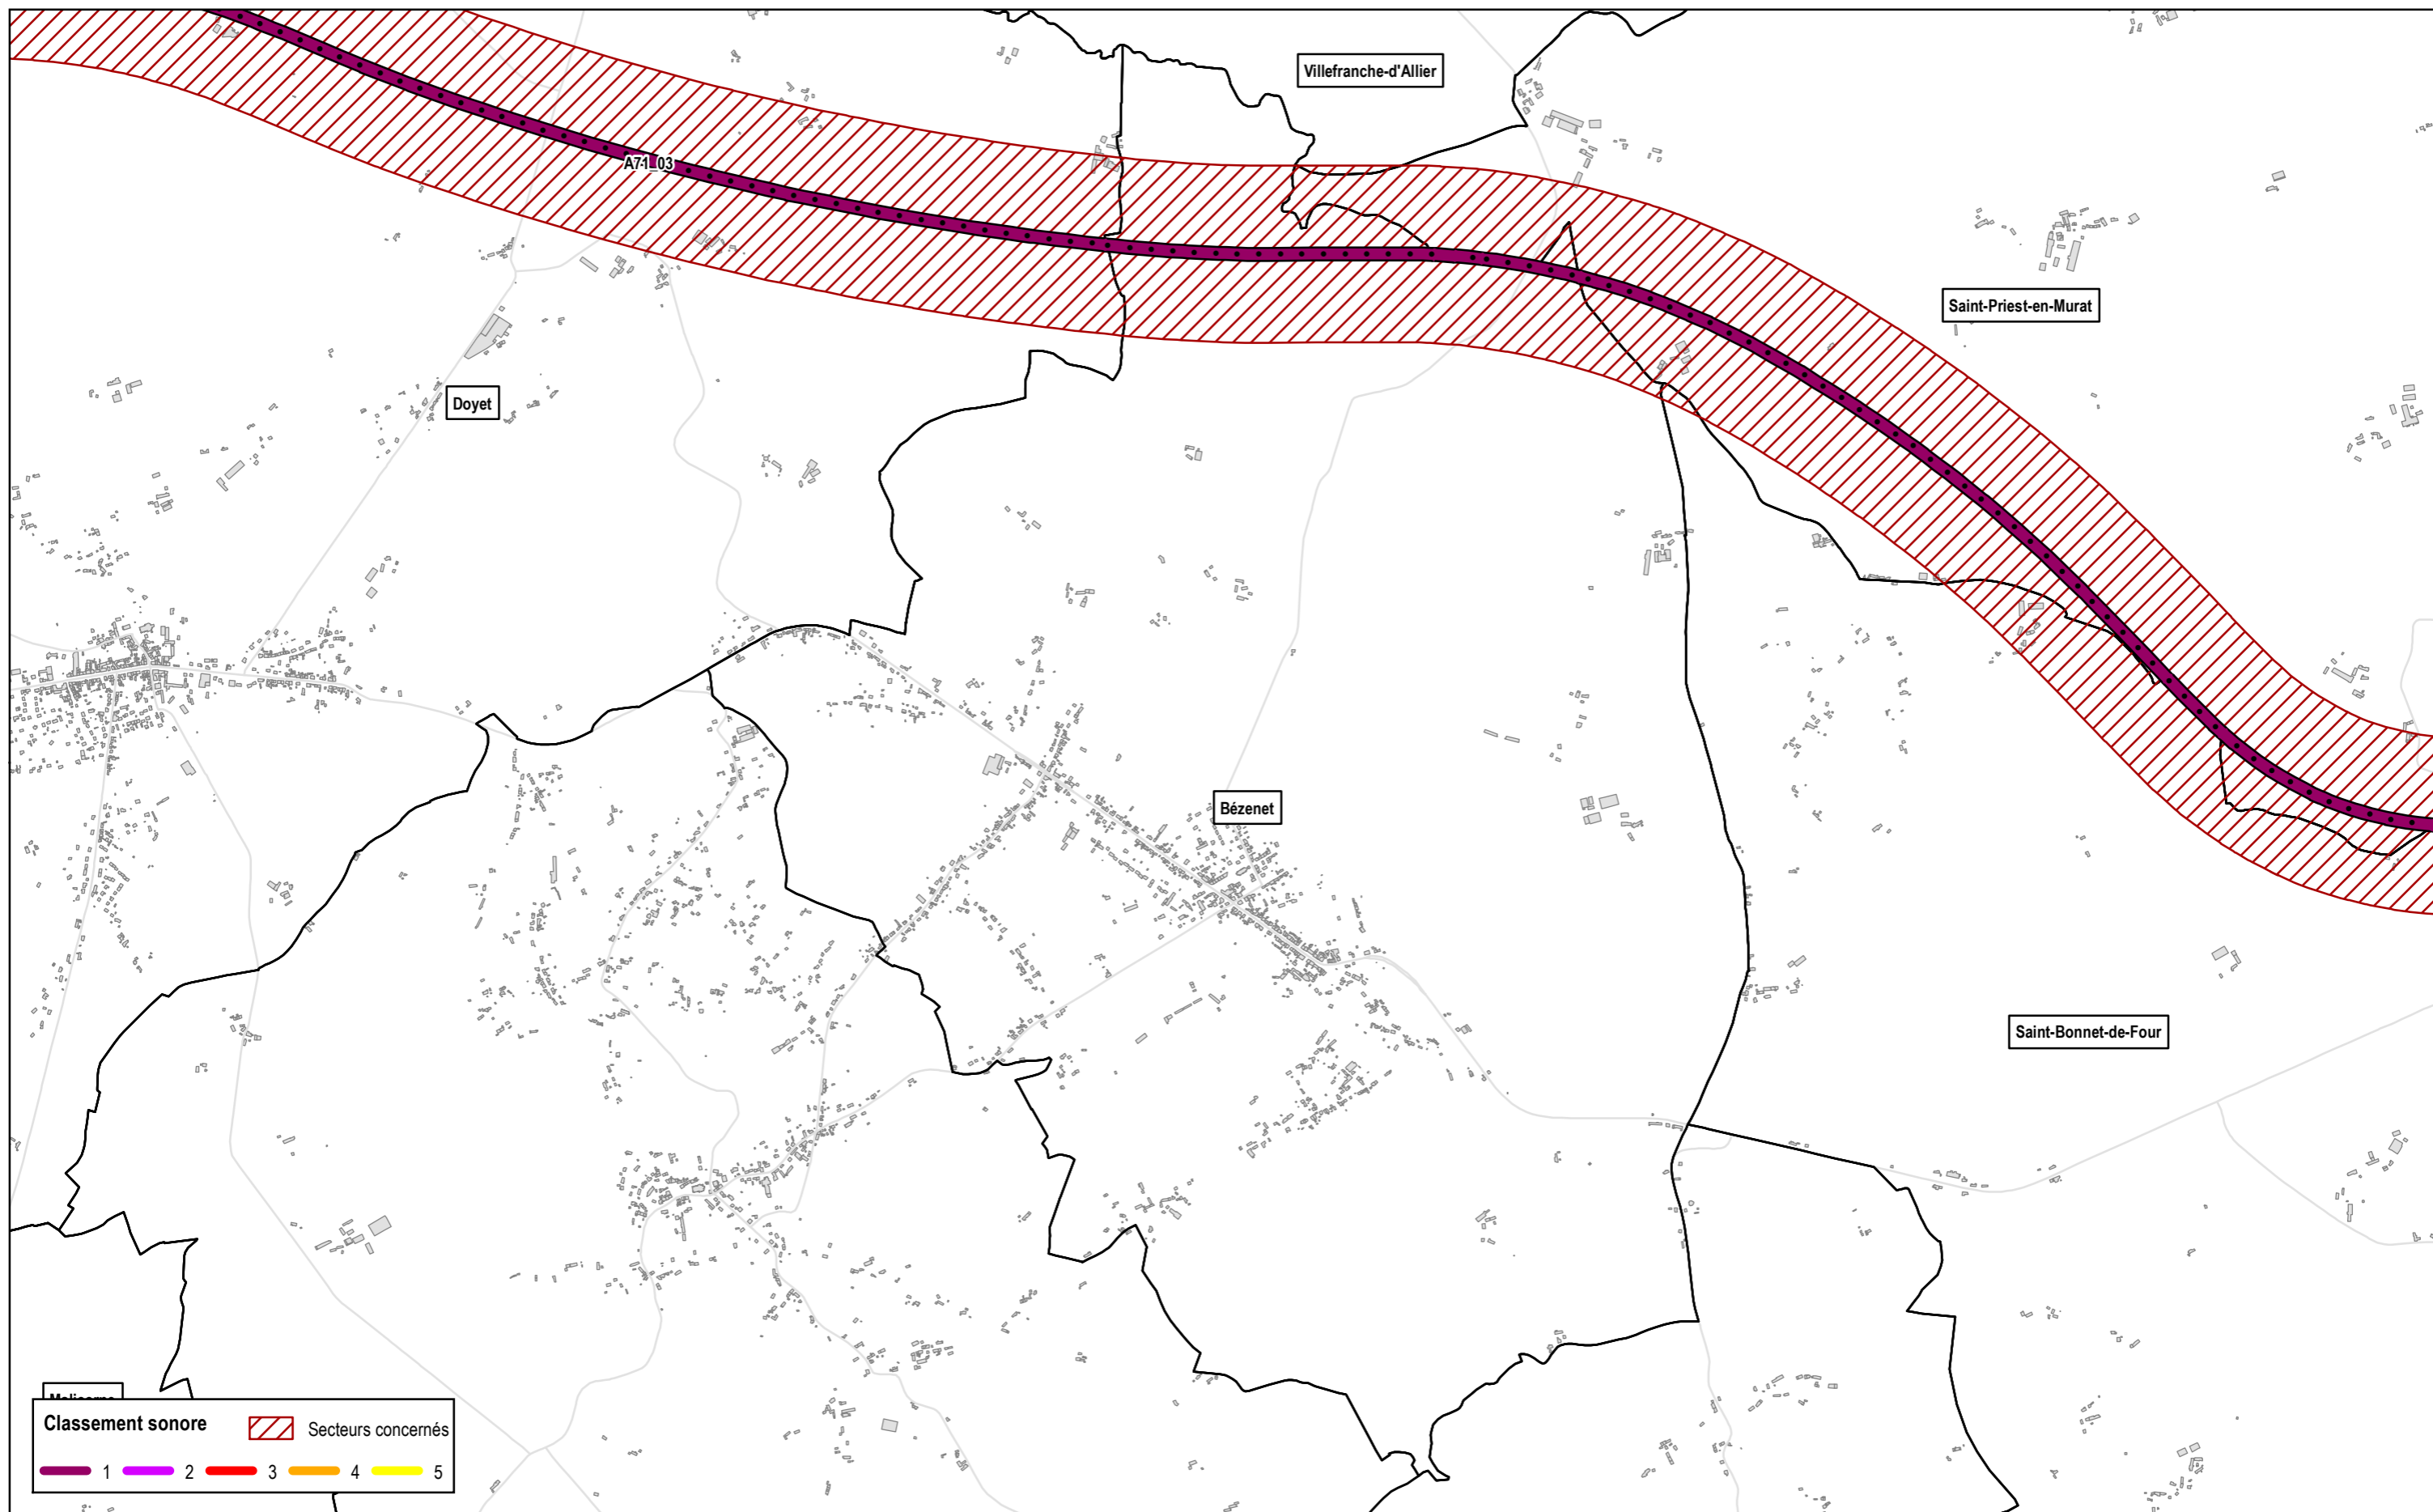 Villefranche-d'Allier
A71_03
Saint-Priest-en-Murat
Doyet
Bézenet
Saint-Bonnet-de-Four
Classement sonore
Secteurs concernés
1 2 3 4 5